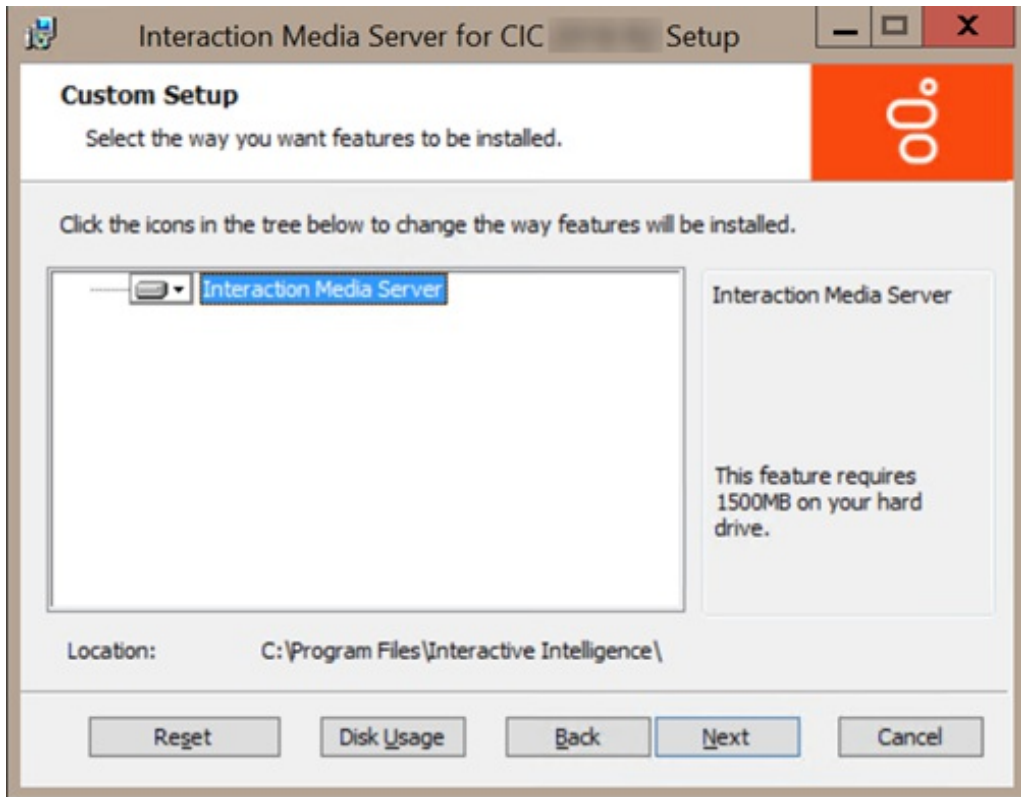 Interaction Media Server for CIC Setup
Custom Setup
Select the way you want features to be installed.
Click the icons in the tree below to change the way features will be installed.
Interaction Media Server
Interaction Media Server
This feature requires
1500MB on your hard
drive.
Location: C:\Program Files\Interactive Intelligence\
Reset Disk Usage Back Next Cancel